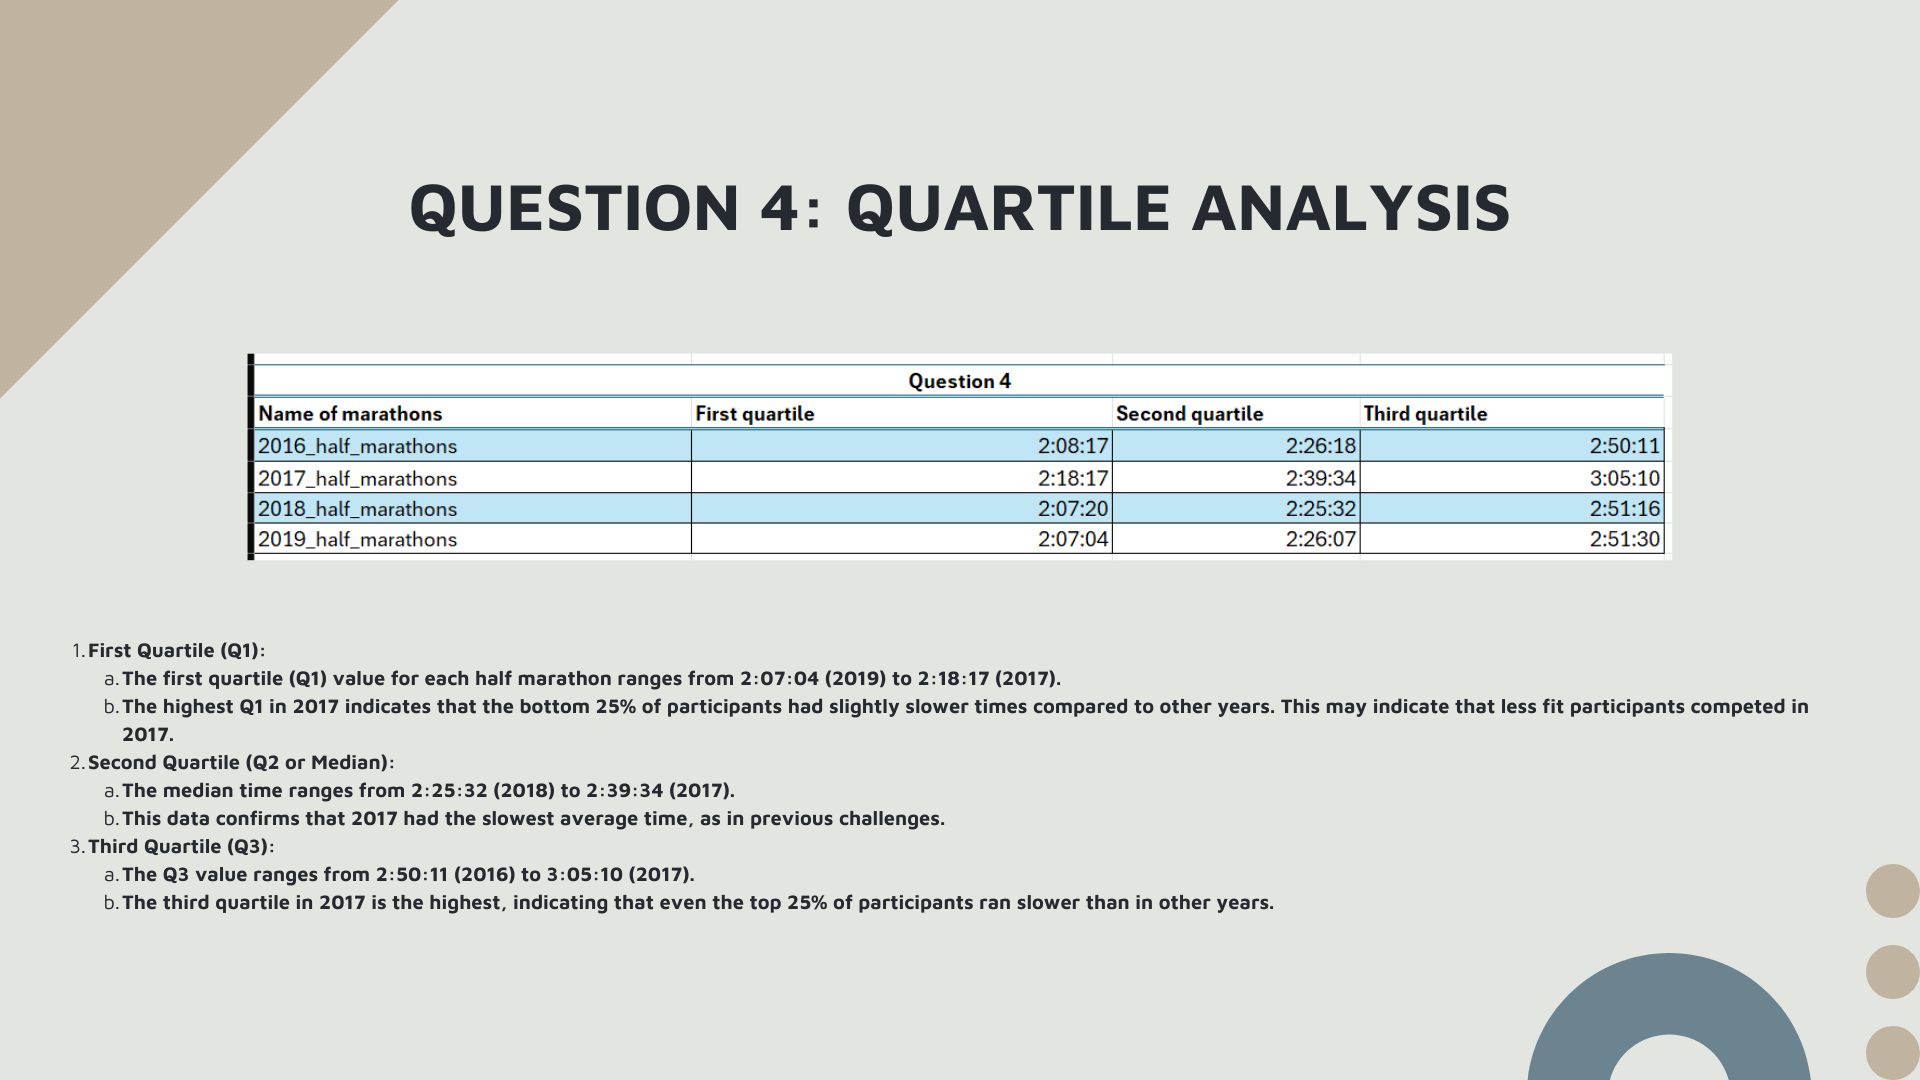 QUESTION 4: QUARTILE ANALYSIS
Question 4
Name of marathons First quartile Second quartile Third quartile
2016_half_marathons 2:08:17 2:26:18 2:50:11
2017_half_marathons 2:18:17 2:39:34 3:05:10
2018_half_marathons 2:07:20 2:25:32 2:51:16
2019_half_marathons 2:07:04 2:26:07 2:51:30
1. First Quartile (Q1):
a. The first quartile (Q1) value for each half marathon ranges from 2:07:04 (2019) to 2:18:17 (2017).
b. The highest Q1 in 2017 indicates that the bottom 25% of participants had slightly slower times compared to other years. This may indicate that less fit participants competed in
2017.
2. Second Quartile (Q2 or Median):
a. The median time ranges from 2:25:32 (2018) to 2:39:34 (2017).
b. This data confirms that 2017 had the slowest average time, as in previous challenges.
3. Third Quartile (Q3):
a. The Q3 value ranges from 2:50:11 (2016) to 3:05:10 (2017).
b. The third quartile in 2017 is the highest, indicating that even the top 25% of participants ran slower than in other years.